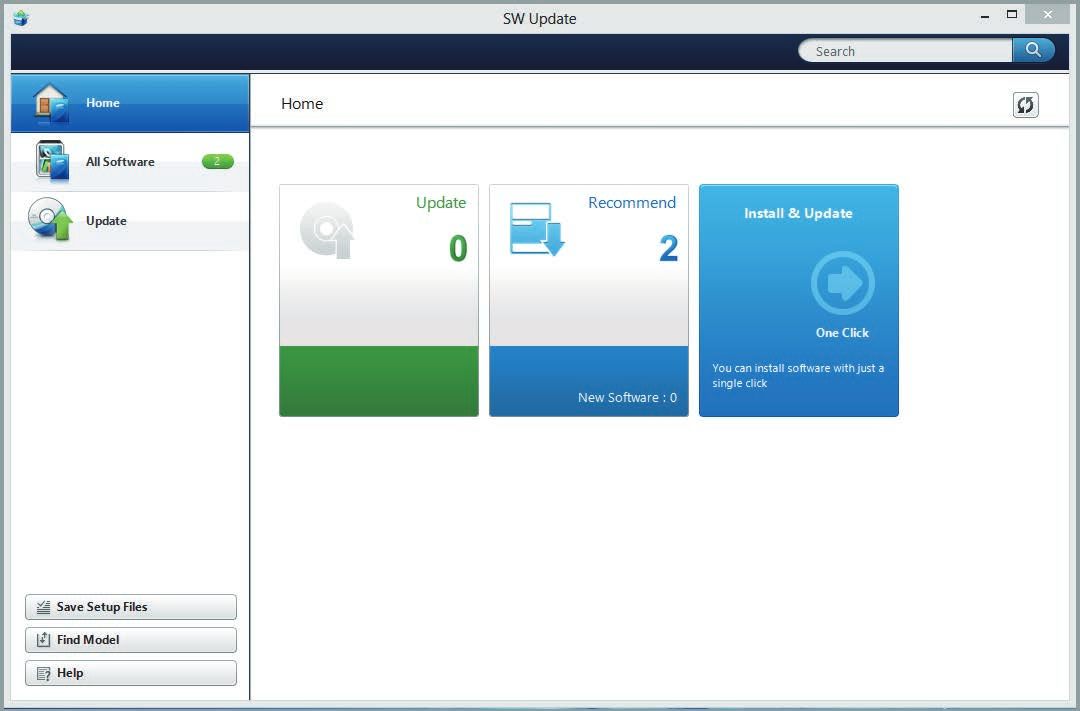 SW Update
Search
Home
Home
All Software 2
Update
Update
0
Recommend
2
New Software : 0
Install & Update
One Click
You can install software with just a
single click
Save Setup Files
Find Model
Help